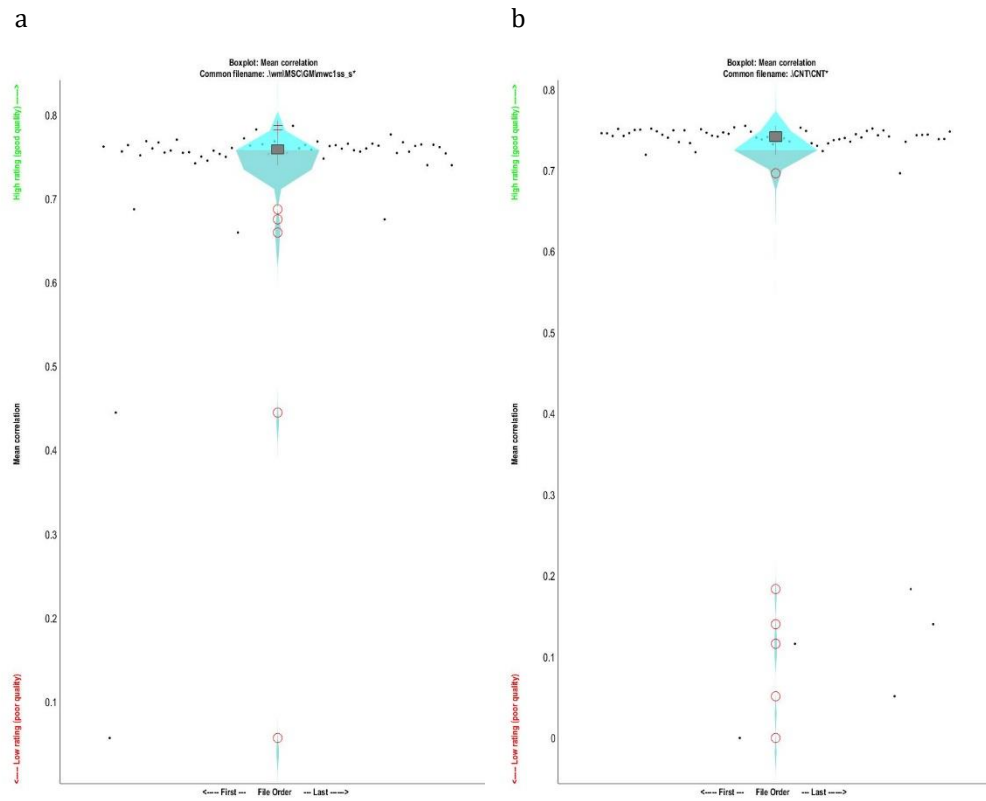 a
b
Boxplot: Mean correlation
Common filename: .\wm\MSC\GM\mwc1ss_s*
High rating (good quality) ----->
Mean correlation
<----- Low rating (poor quality)
0.8
0.7
0.6
0.5
0.4
0.3
0.2
0.1
<----- First --- File Order --- Last ----->
Boxplot: Mean correlation
Common filename: .\CNT\CNT*
High rating (good quality) ----->
Mean correlation
<----- Low rating (poor quality)
0.8
0.7
0.6
0.5
0.4
0.3
0.2
0.1
0
<----- First --- File Order --- Last ----->